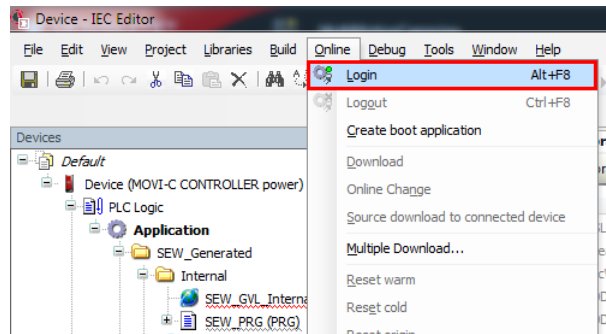 Device - IEC Editor
File Edit View Project Libraries Build Online Debug Tools Window Help
Login Alt+F8
Logout Ctrl+F8
Devices
Create boot application
Default
Download
Device (MOVI-C CONTROLLER power)
Online Change
PLC Logic
Source download to connected device
Application
SEW_Generated
Multiple Download...
Internal
Reset warm
SEW_GVL_Interna
Reset cold
SEW_PRG (PRG)